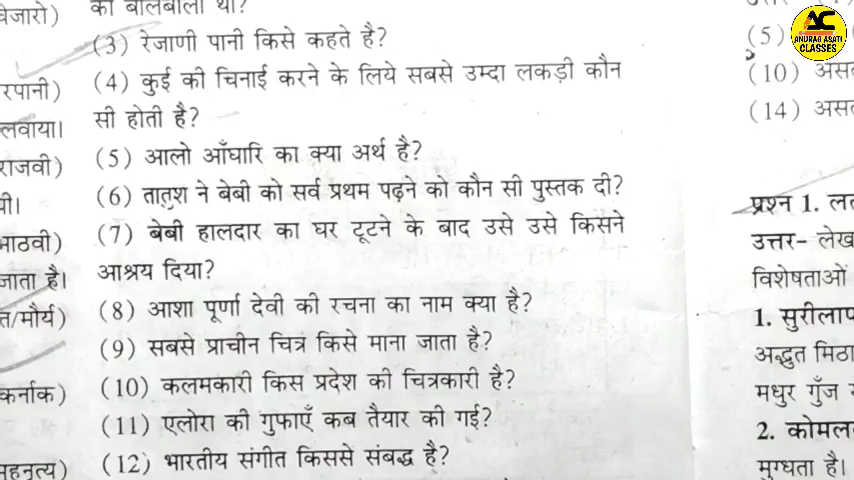 वेजारो)
रपानी)
लवाया।
राजवी)
पी।
माठवी)
जाता है।
त/मौर्य)
कर्नाक)
महनृत्य)
का बोलबाला था?
(3) रेजाणी पानी किसे कहते है?
(4) कुई की चिनाई करने के लिये सबसे उम्दा लकड़ी कौन
सी होती है?
(5) आलो आँघारि का क्या अर्थ है?
(6) तातुश ने बेबी को सर्व प्रथम पढ़ने को कौन सी पुस्तक दी?
(7) बेबी हालदार का घर टूटने के बाद उसे उसे किसने
आश्रय दिया?
(8) आशा पूर्णा देवी की रचना का नाम क्या है?
(9) सबसे प्राचीन चित्र किसे माना जाता है?
(10) कलमकारी किस प्रदेश की चित्रकारी है?
(11) एलोरा की गुफाएँ कब तैयार की गई?
(12) भारतीय संगीत किससे संबद्ध है?
(5)
(10) अस
(14) अस
प्रश्न 1. ल
उत्तर- लेख
विशेषताओं
1. सुरीलाप
अद्भुत मिठा
मधुर गुँज
2. कोमल
मुग्धता है।
AC
ANURAG ASATI
CLASSES